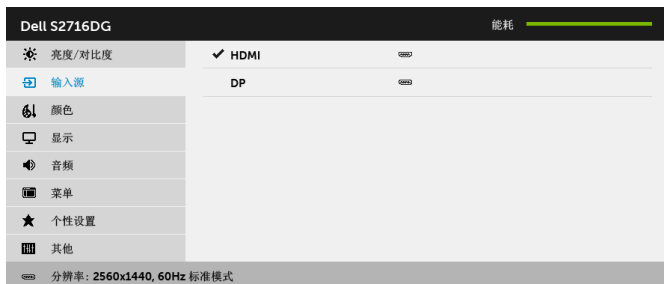 Dell S2716DG
能耗
亮度/对比度
HDMI
输入源
DP
颜色
显示
音频
菜单
个性设置
其他
分辨率: 2560x1440, 60Hz 标准模式